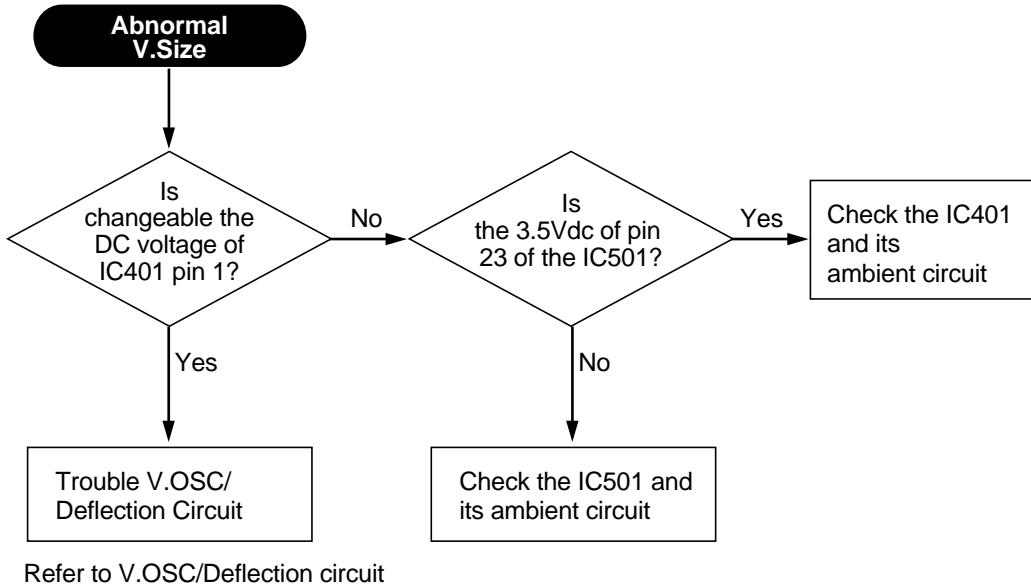 Abnormal
V.Size
Is
changeable the
DC voltage of
IC401 pin 1?
No
Is
the 3.5Vdc of pin
23 of the IC501?
Yes
Check the IC401
and its
ambient circuit
Yes
No
Trouble V.OSC/
Deflection Circuit
Check the IC501 and
its ambient circuit
Refer to V.OSC/Deflection circuit